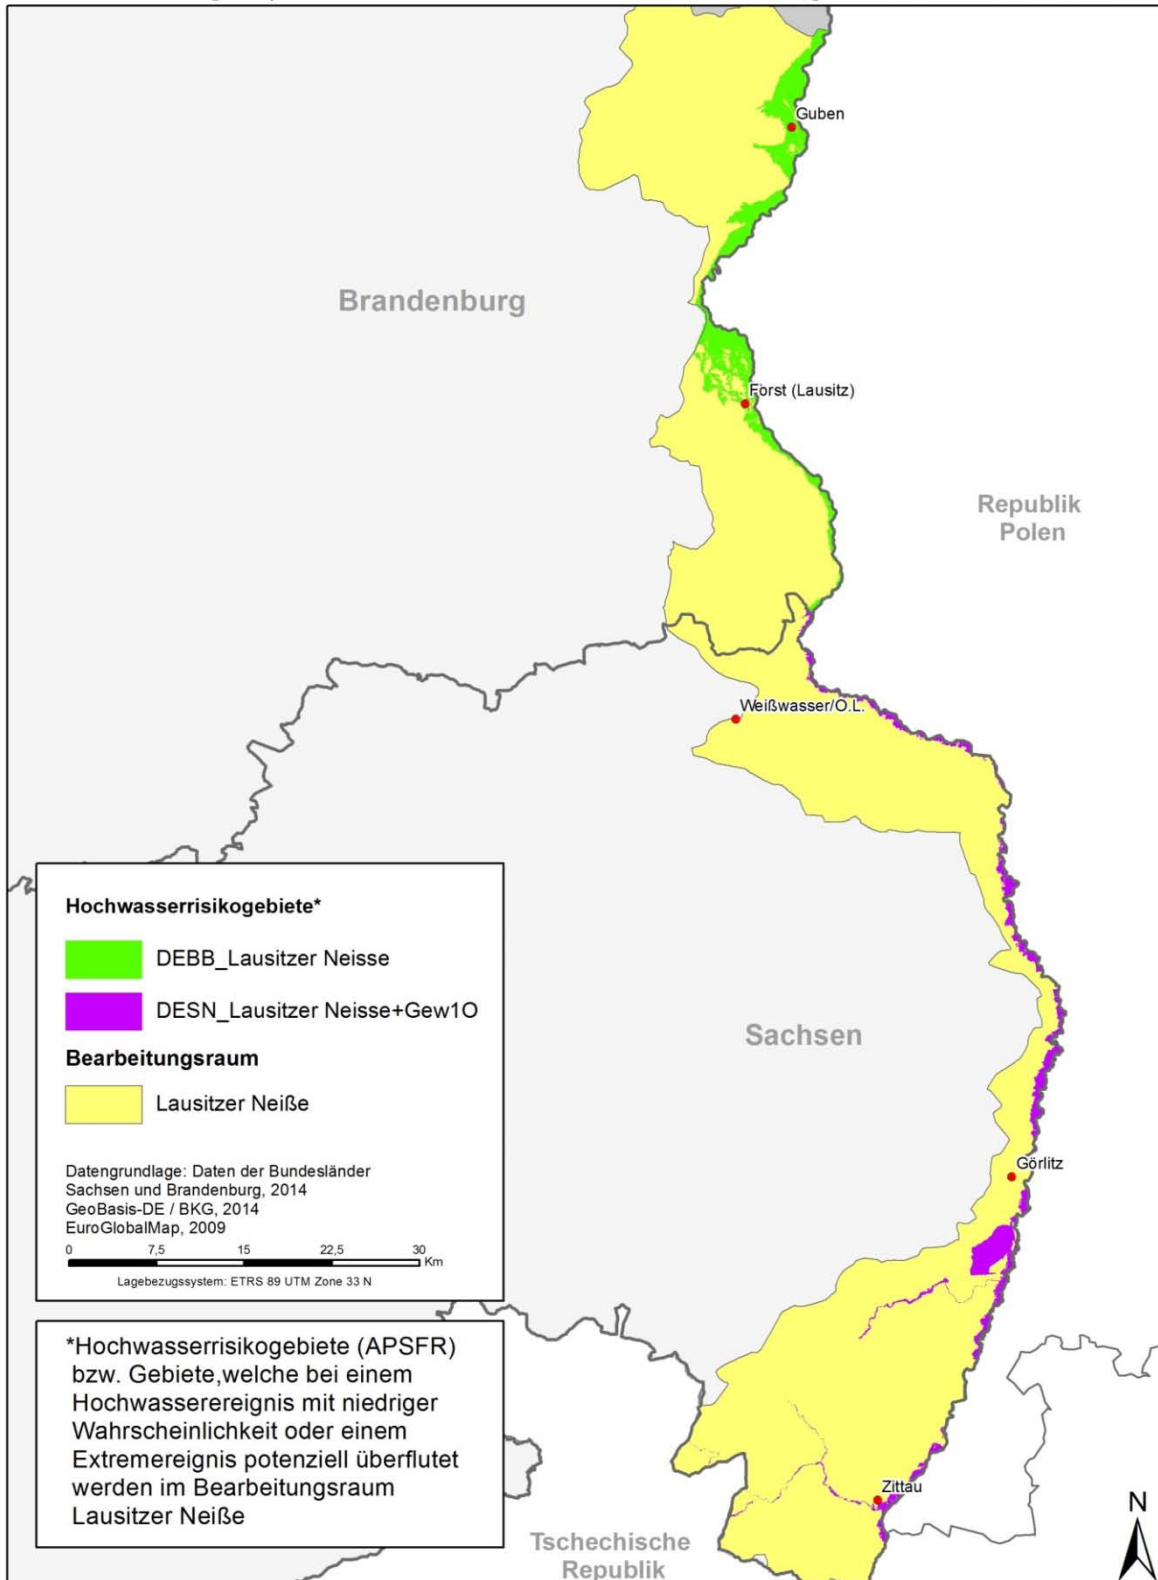 Guben
Brandenburg
Forst (Lausitz)
Republik
Polen
Weißwasser/O.L.
Hochwasserrisikogebiete*
DEBB_Lausitzer Neisse
DESN_Lausitzer Neisse+Gew1O
Bearbeitungsraum
Lausitzer Neiße
Datengrundlage: Daten der Bundesländer
Sachsen und Brandenburg, 2014
GeoBasis-DE / BKG, 2014
EuroGlobalMap, 2009
0 7,5 15 22,5 30
Km
Lagebezugssystem: ETRS 89 UTM Zone 33 N
Sachsen
Görlitz
*Hochwasserrisikogebiete (APSFR)
bzw. Gebiete,welche bei einem
Hochwasserereignis mit niedriger
Wahrscheinlichkeit oder einem
Extremereignis potenziell überflutet
werden im Bearbeitungsraum
Lausitzer Neiße
Zittau
Tschechische
Republik
N